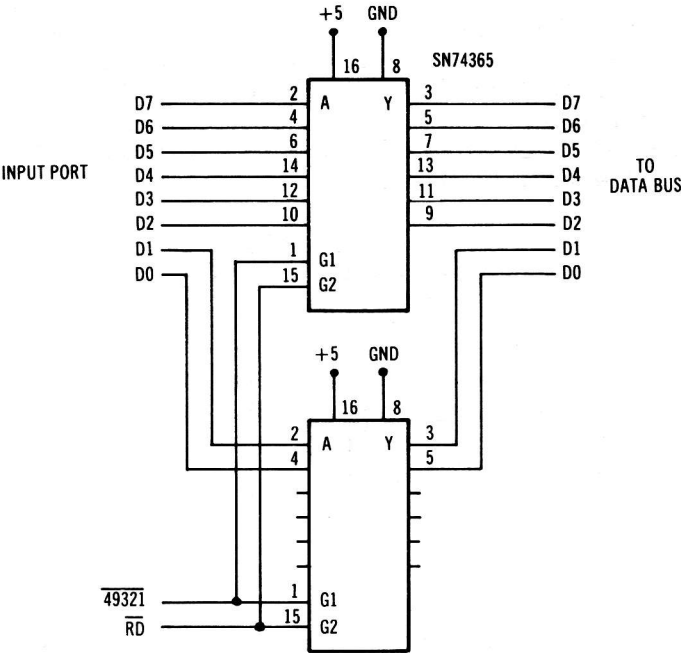 +5 GND
16 8 SN74365
D7 2 A Y 3 D7
D6 4 5 D6
D5 6 7 D5
INPUT PORT D4 14 13 D4 TO DATA BUS
D3 12 11 D3
D2 10 9 D2
D1 1 G1 D1
D0 15 G2 D0
+5 GND
16 8
2 A Y 3
4 5
49321 1 G1
RD 15 G2